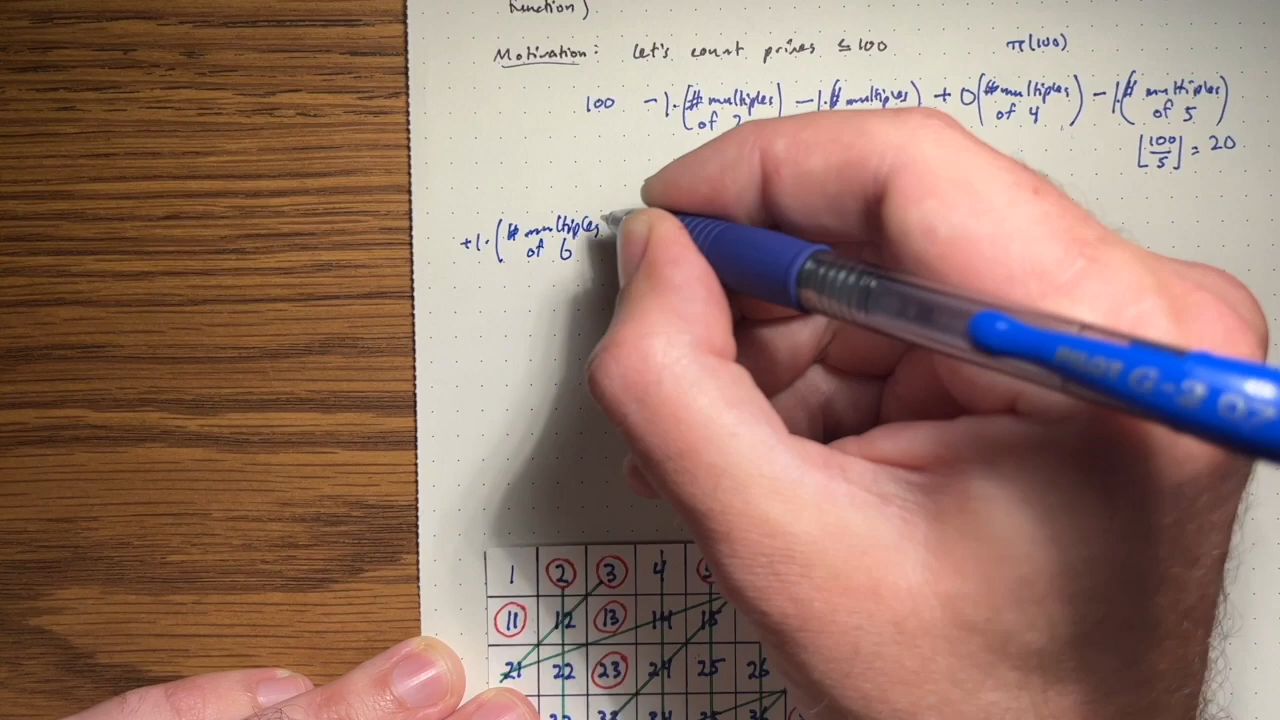 function)
Motivation: Let's count primes ≤100 π(100)
100 -1·(# multiples of 2) -1·(# multiples) + 0(# multiples of 4) - 1·(# multiples of 5)
⌊100/5⌋ = 20
+1·(# multiples of 6
PILOT G-2 07
1 2 3 4 5
11 12 13 14 15
21 22 23 24 25 26